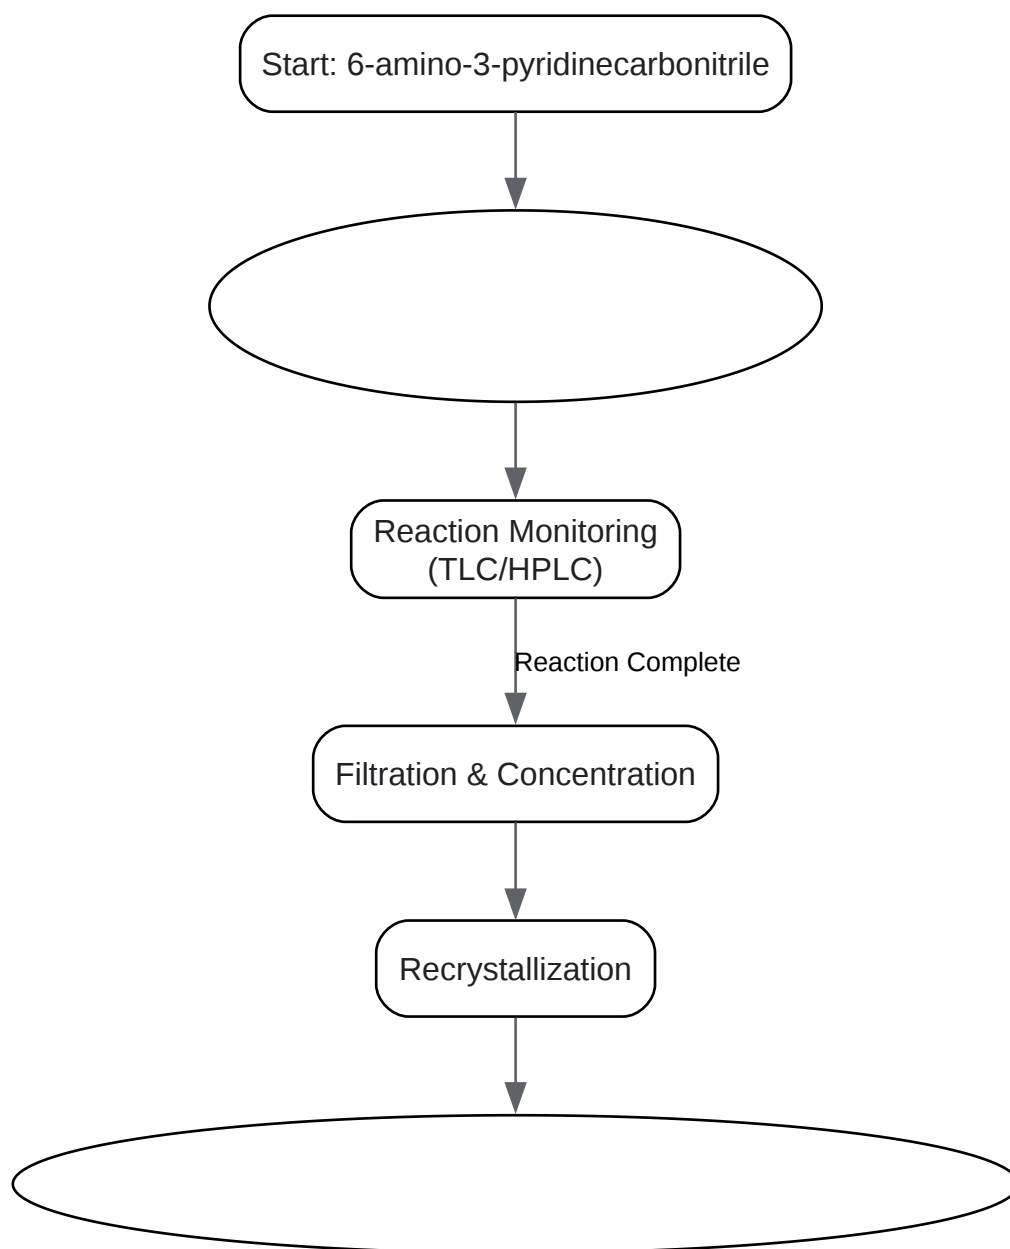 Start: 6-amino-3-pyridinecarbonitrile
Reaction Monitoring
(TLC/HPLC)
Reaction Complete
Filtration & Concentration
Recrystallization